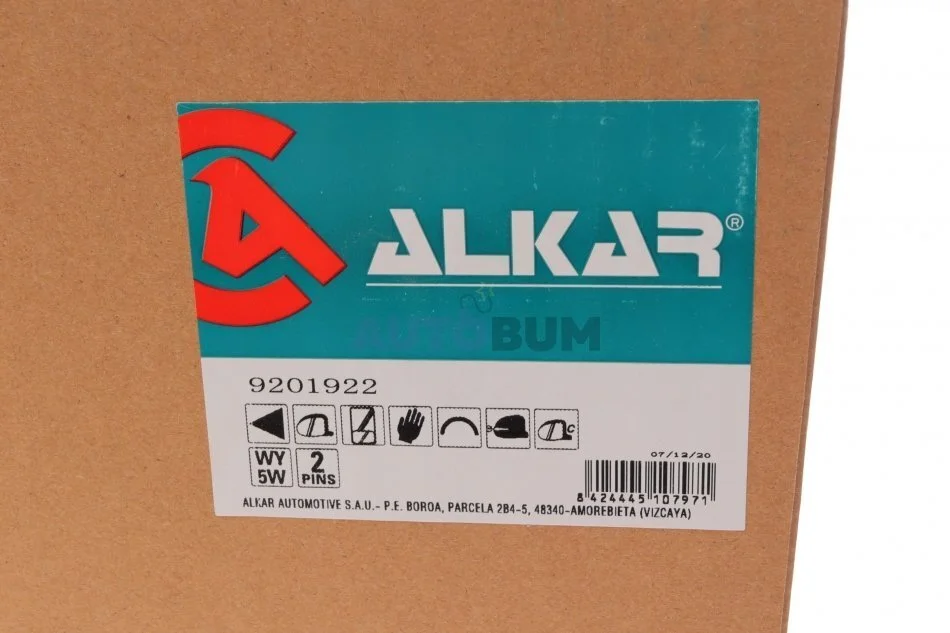 ALKAR®
AUTOBUM
9201922
B
C
WY
5W
2
PINS
07/12/20
8 424445 107971
ALKAR AUTOMOTIVE S.A.U.- P.E. BOROA, PARCELA 2B4-5, 48340-AMOREBIETA (VIZCAYA)